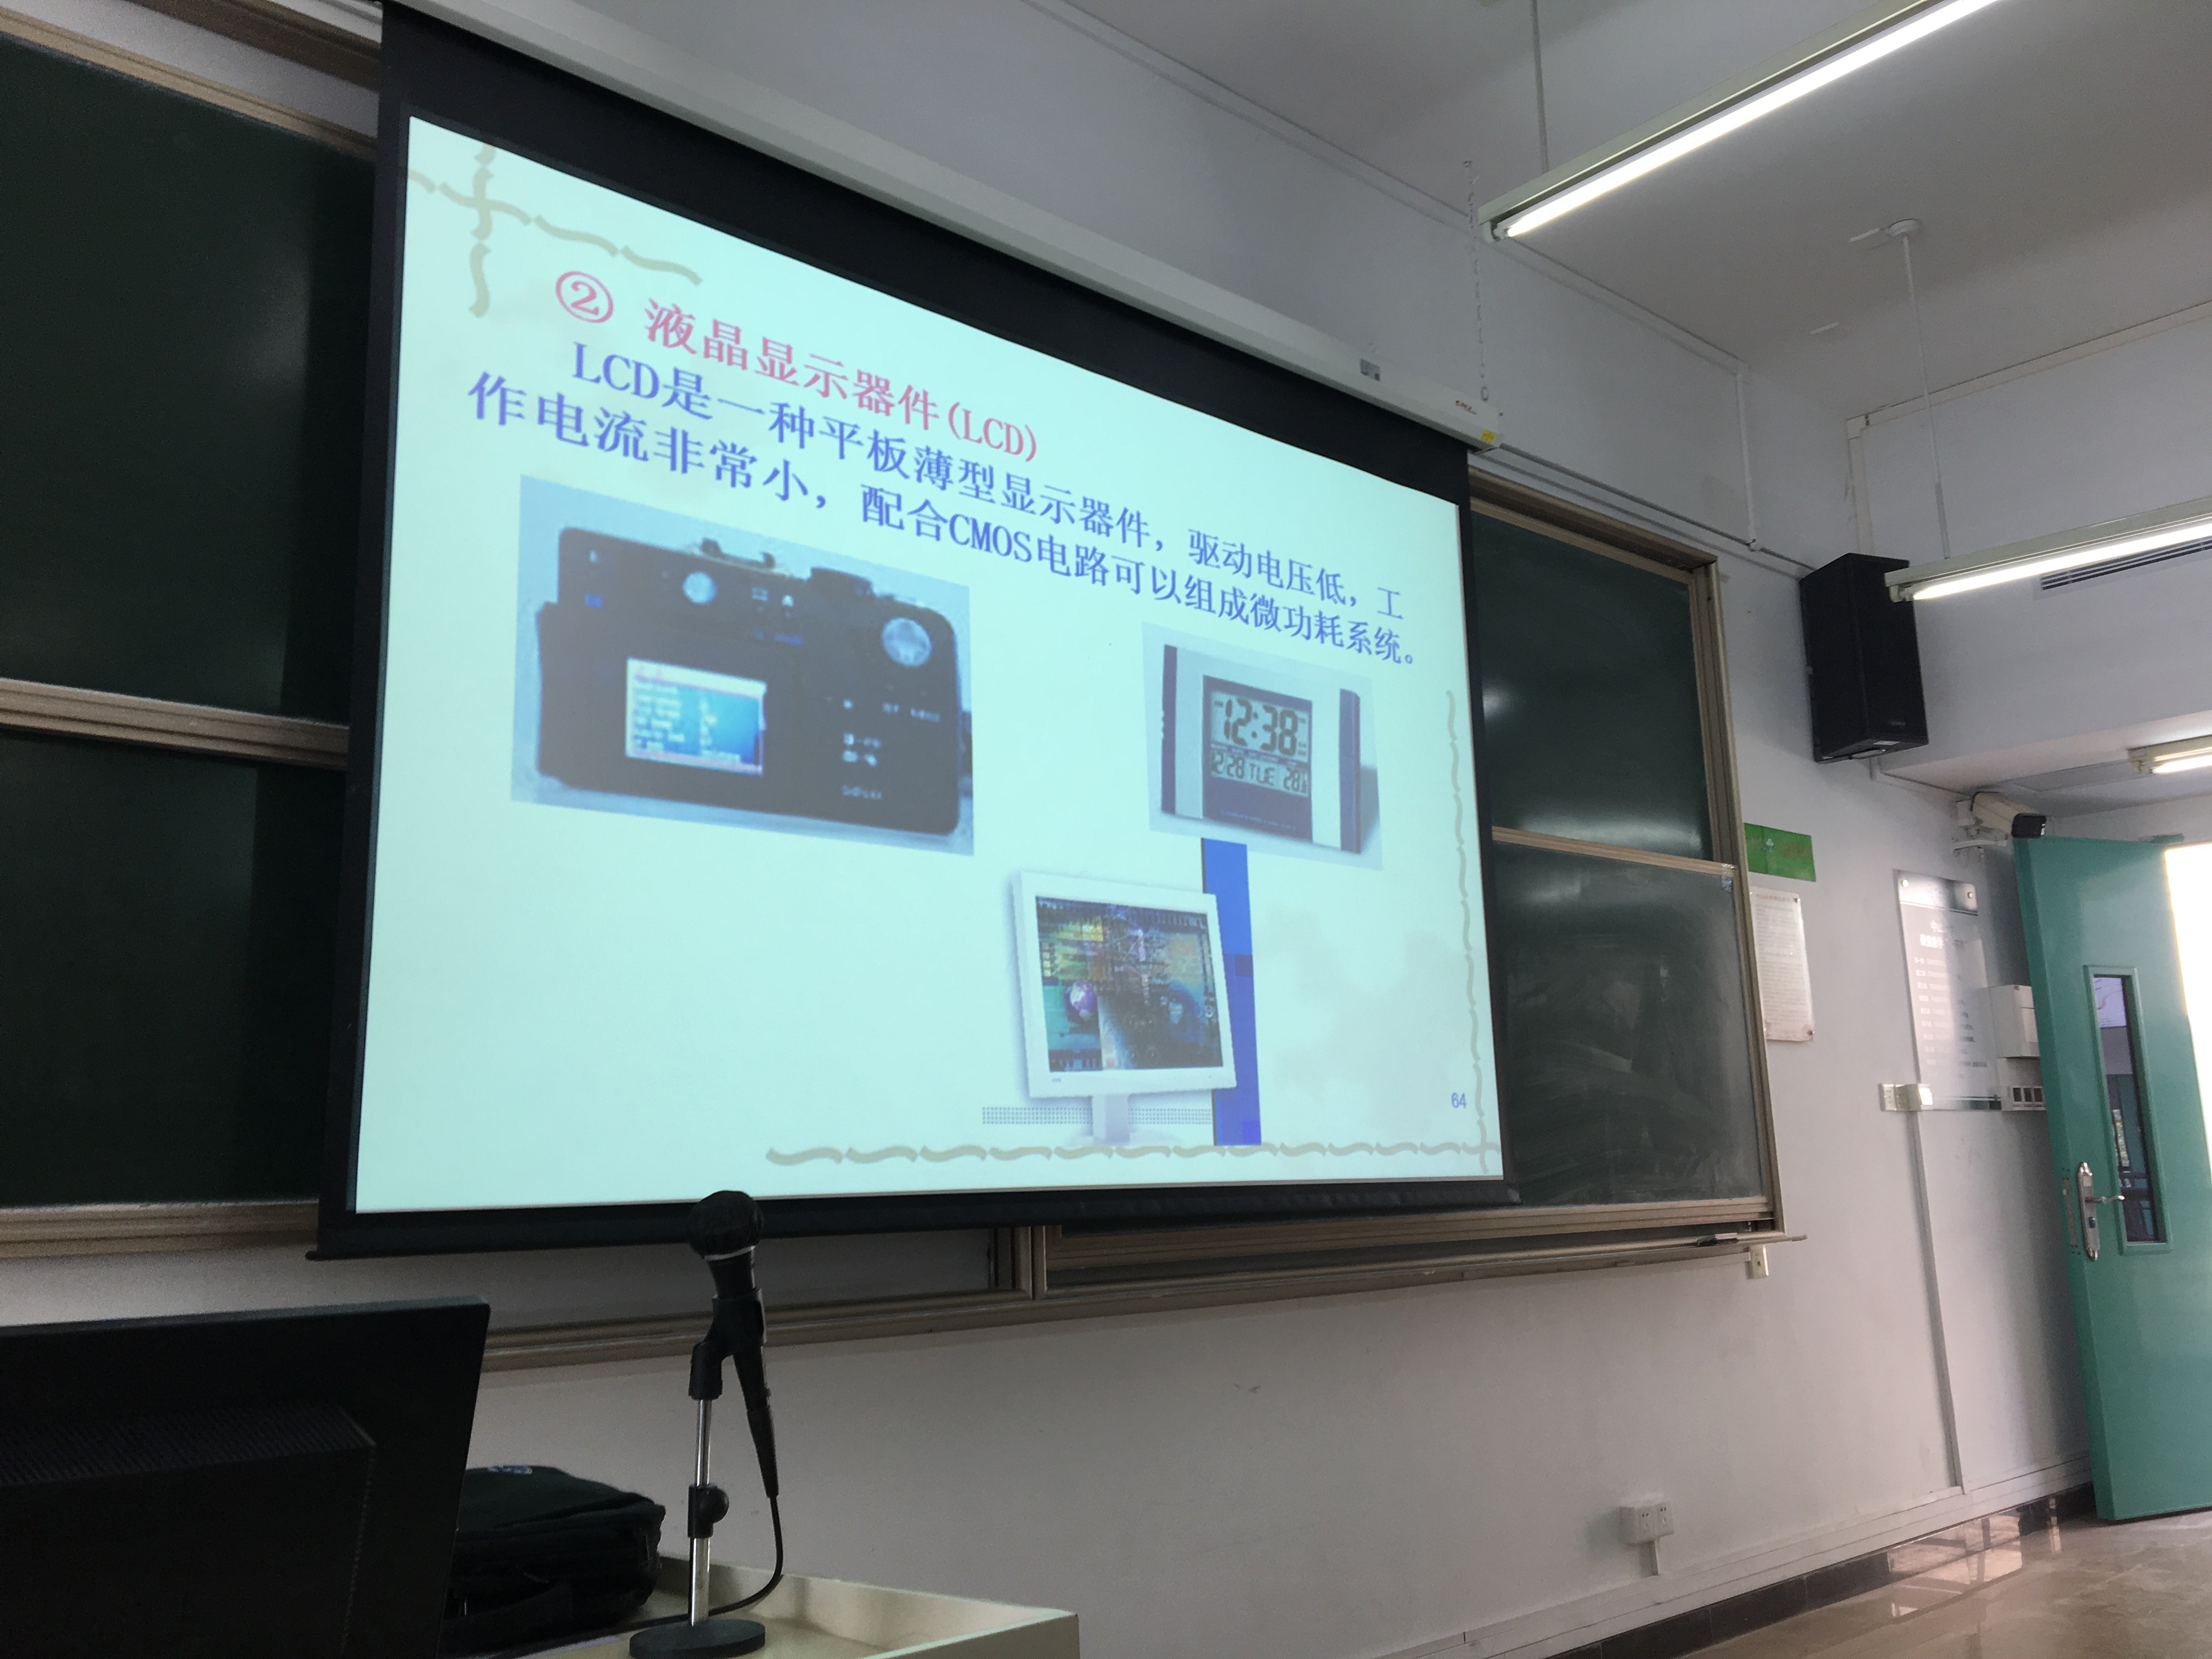 ② 液晶显示器件(LCD)
LCD是一种平板薄型显示器件，驱动电压低，工
作电流非常小，配合CMOS电路可以组成微功耗系统。
12:38
12/28 TUE 28
64